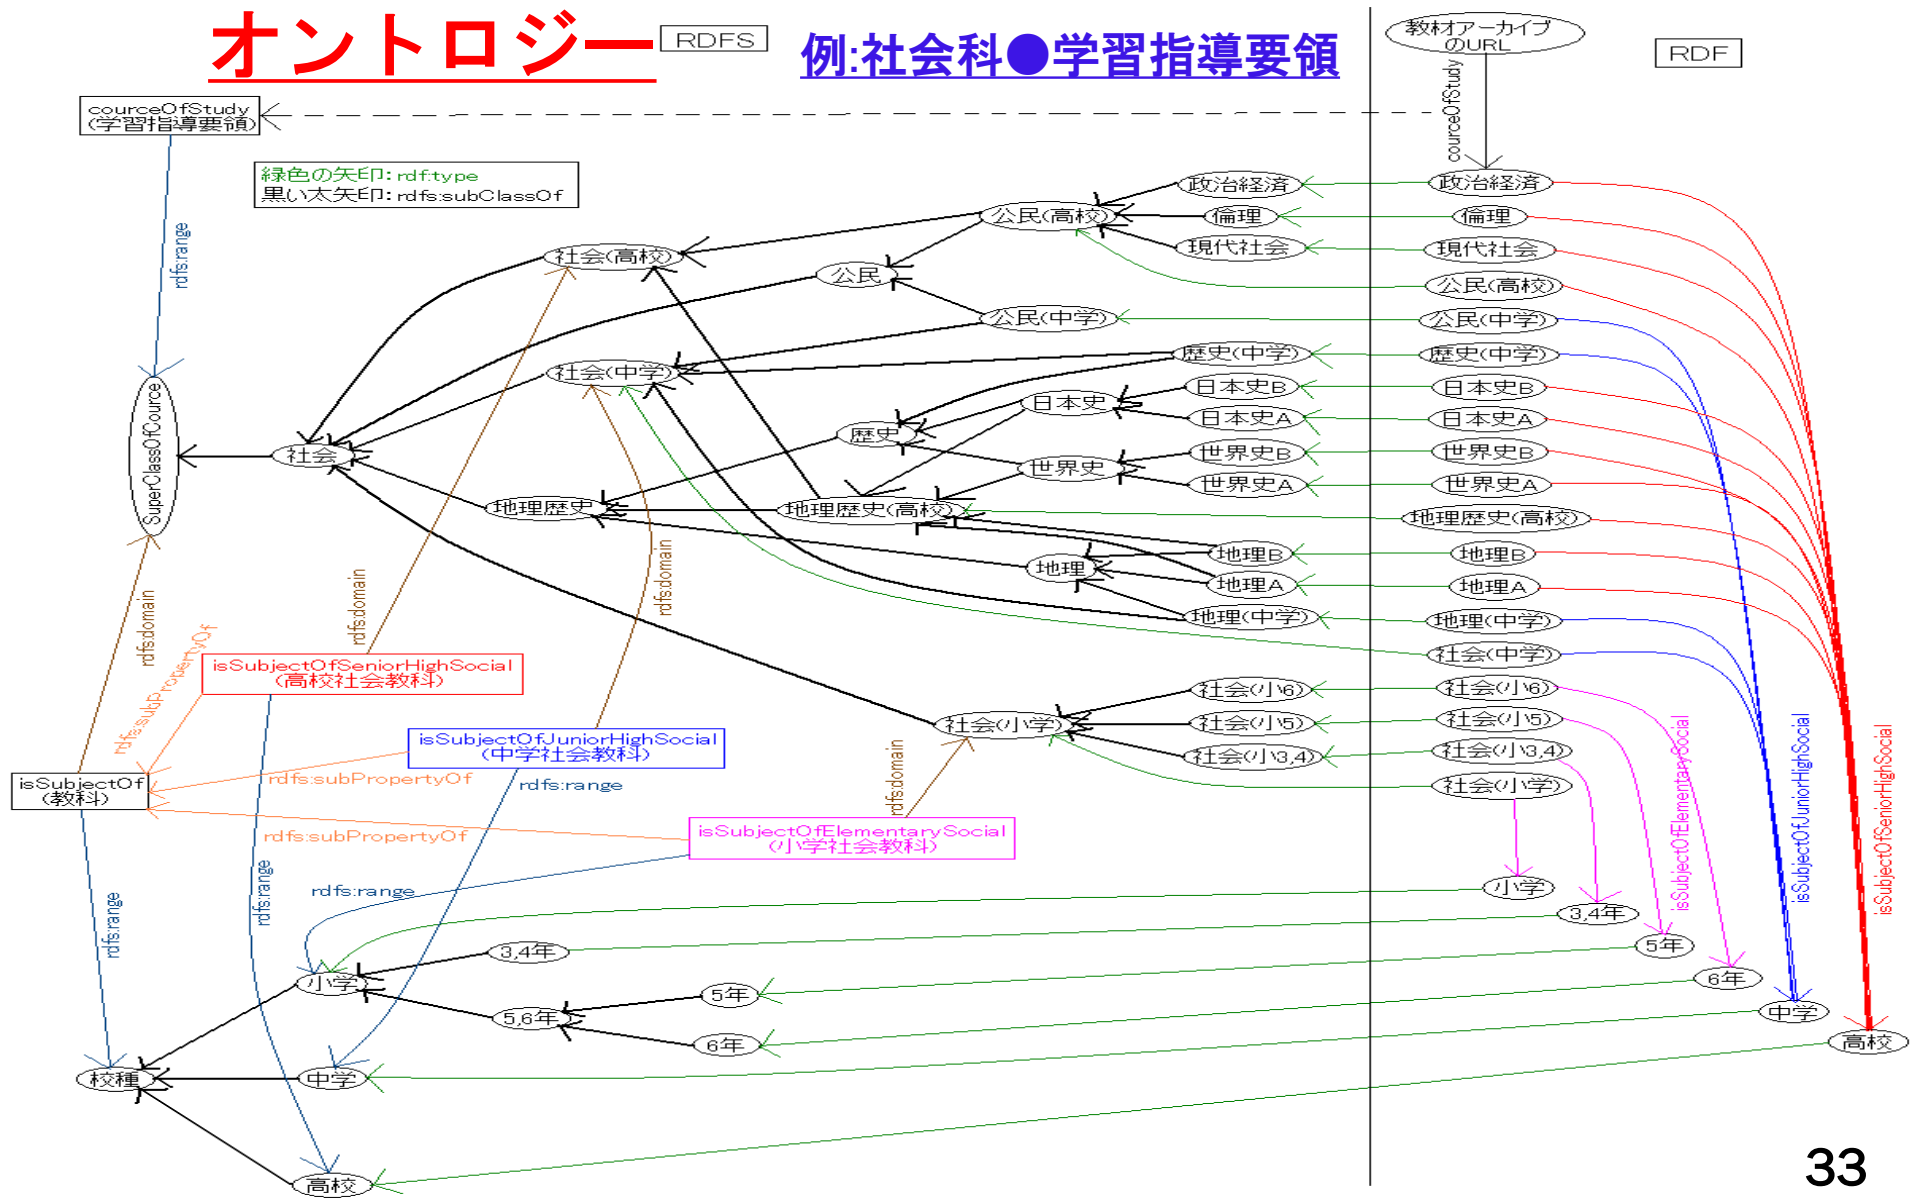 オントロジー
RDFS
例:社会科●学習指導要領
教材アーカイブ
のURL
RDF
courceOfStudy
(学習指導要領)
courceOfStudy
緑色の矢印: rdf:type
黒い太矢印: rdfs:subClassOf
rdfs:range
政治経済
政治経済
公民(高校)
倫理
倫理
社会(高校)
現代社会
現代社会
公民
公民(高校)
公民(中学)
公民(中学)
歴史(中学)
歴史(中学)
社会(中学)
日本史B
日本史B
日本史
日本史A
日本史A
歴史
SuperClassOfCource
社会
世界史B
世界史B
世界史
世界史A
世界史A
地理歴史
地理歴史(高校)
地理歴史(高校)
地理B
地理B
地理
地理A
地理A
地理(中学)
地理(中学)
rdfs:domain
rdfs:domain
rdfs:domain
rdfs:subPropertyOf
isSubjectOfSeniorHighSocial
(高校社会教科)
社会(中学)
社会(小6)
社会(小6)
社会(小学)
社会(小5)
社会(小5)
isSubjectOfJuniorHighSocial
(中学社会教科)
社会(小3,4)
社会(小3,4)
isSubjectOf
(教科)
rdfs:subPropertyOf
rdfs:range
rdfs:domain
社会(小学)
isSubjectOfElementarySocial
isSubjectOfJuniorHighSocial
isSubjectOfSeniorHighSocial
rdfs:subPropertyOf
isSubjectOfElementarySocial
(小学社会教科)
rdfs:range
rdfs:range
rdfs:range
小学
3,4年
5年
3,4年
小学
6年
5年
5,6年
中学
6年
高校
校種
中学
高校
33